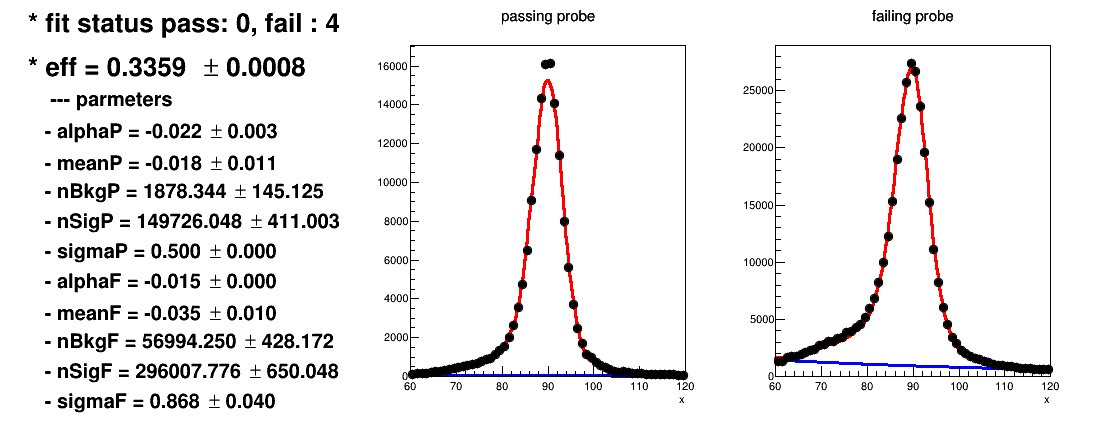 * fit status pass: 0, fail : 4
* eff = 0.3359 ± 0.0008
--- parmeters
- alphaP = -0.022 ± 0.003
- meanP = -0.018 ± 0.011
- nBkgP = 1878.344 ± 145.125
- nSigP = 149726.048 ± 411.003
- sigmaP = 0.500 ± 0.000
- alphaF = -0.015 ± 0.000
- meanF = -0.035 ± 0.010
- nBkgF = 56994.250 ± 428.172
- nSigF = 296007.776 ± 650.048
- sigmaF = 0.868 ± 0.040
passing probe
16000
14000
12000
10000
8000
6000
4000
2000
0
60 70 80 90 100 110 120
x
failing probe
25000
20000
15000
10000
5000
0
60 70 80 90 100 110 120
x